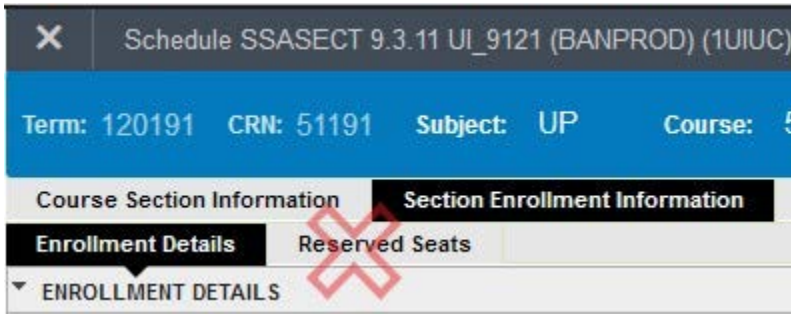 Schedule SSASECT 9.3.11 UI_9121 (BANPROD) (1UIUC)
Term: 120191 CRN: 51191 Subject: UP Course: 5
Course Section Information Section Enrollment Information
Enrollment Details Reserved Seats
ENROLLMENT DETAILS